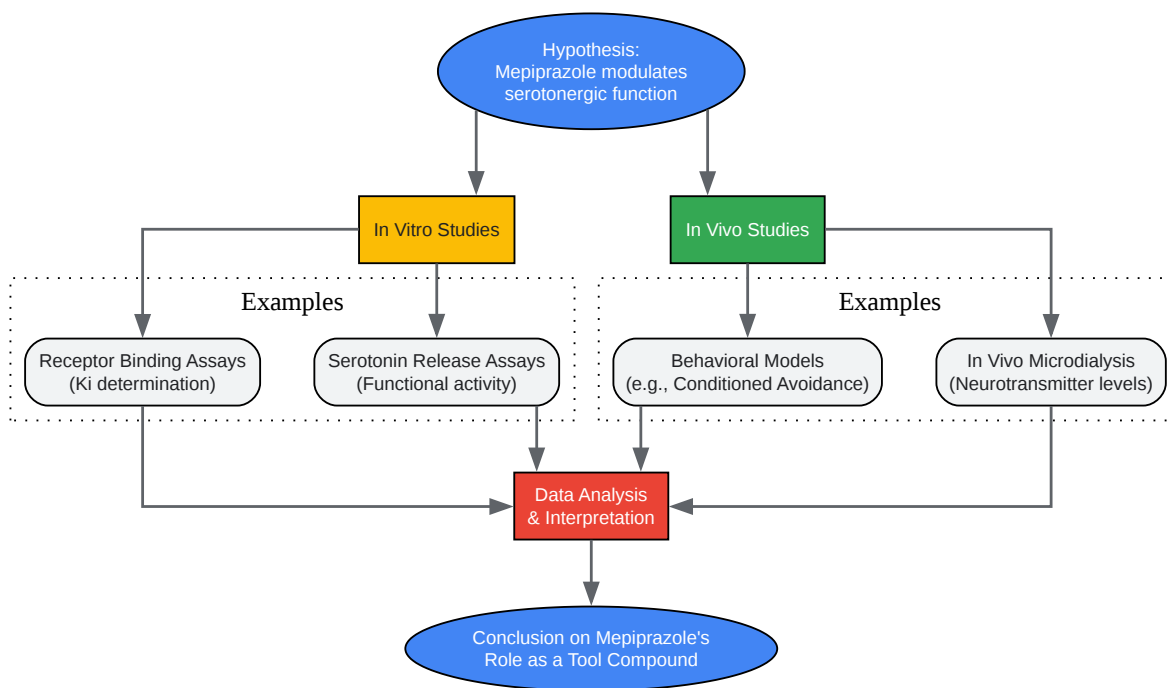 Hypothesis:
Mepiprazole modulates
serotonergic function
In Vitro Studies
In Vivo Studies
Examples
Examples
Receptor Binding Assays
(Ki determination)
Serotonin Release Assays
(Functional activity)
Behavioral Models
(e.g., Conditioned Avoidance)
In Vivo Microdialysis
(Neurotransmitter levels)
Data Analysis
& Interpretation
Conclusion on Mepiprazole's
Role as a Tool Compound